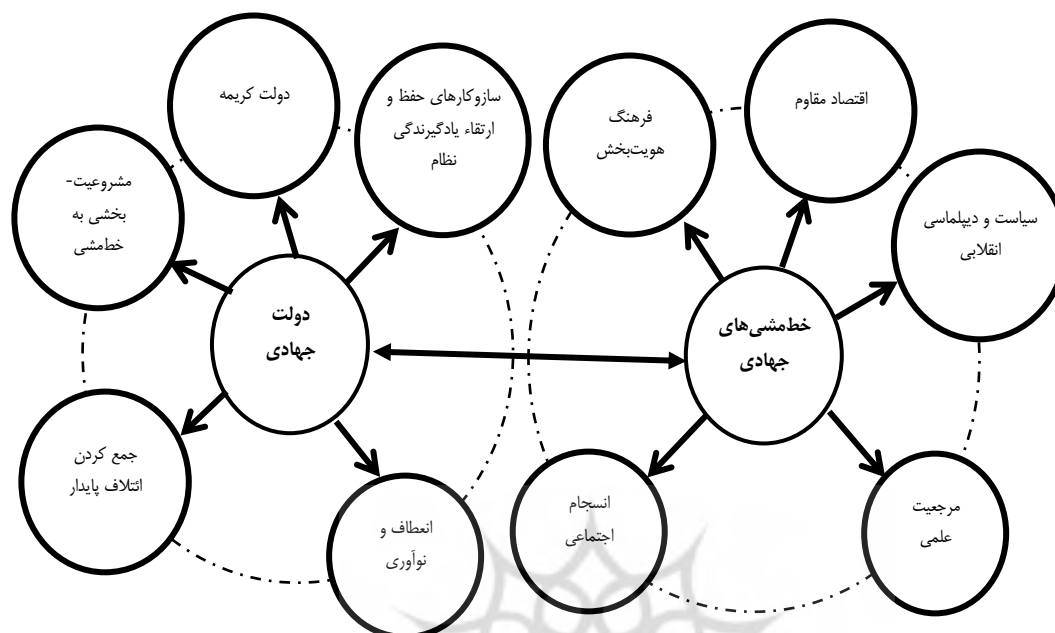 اقتصاد مقاوم
فرهنگ
هویت‌بخش
سازوکارهای حفظ و
ارتقاء یادگیرندگی
نظام
دولت کریمه
سیاست و دیپلماسی
انقلابی
مشروعیت-
بخشی به
خط‌مشی
خط‌مشی‌های
جهادی
دولت
جهادی
مرجعیت
علمی
انسجام
اجتماعی
انعطاف و
نوآوری
جمع کردن
ائتلاف پایدار